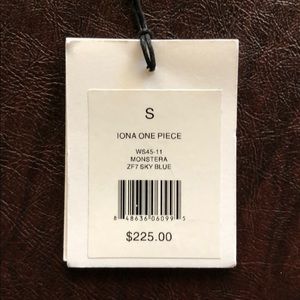 S
IONA ONE PIECE
WS45-11
MONSTERA
ZF7 SKY BLUE
8 48636 06099 5
$225.00